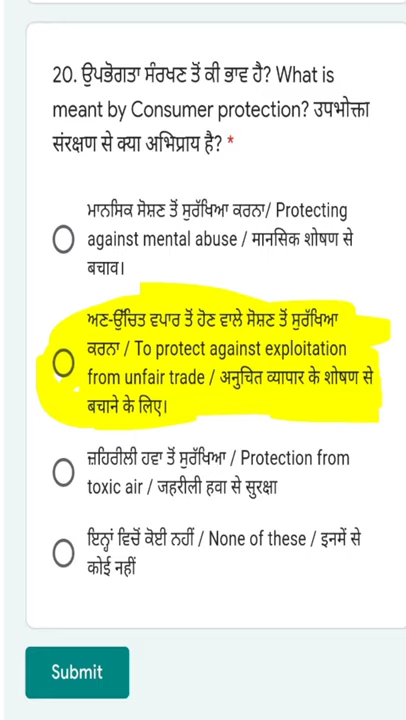 20. ਉਪਭੋਗਤਾ ਸੰਰਖਣ ਤੋਂ ਕੀ ਭਾਵ ਹੈ? What is
meant by Consumer protection? उपभोक्ता
संरक्षण से क्या अभिप्राय है? *
ਮਾਨਸਿਕ ਸ਼ੋਸ਼ਣ ਤੋਂ ਸੁਰੱਖਿਆ ਕਰਨਾ/ Protecting
against mental abuse / मानसिक शोषण से
बचाव।
ਅਣ-ਉੱਚਿਤ ਵਪਾਰ ਤੋਂ ਹੋਣ ਵਾਲੇ ਸੋਸ਼ਣ ਤੋਂ ਸੁਰੱਖਿਆ
ਕਰਨਾ / To protect against exploitation
from unfair trade / अनुचित व्यापार के शोषण से
बचाने के लिए।
ਜ਼ਹਿਰੀਲੀ ਹਵਾ ਤੋਂ ਸੁਰੱਖਿਆ / Protection from
toxic air / जहरीली हवा से सुरक्षा
ਇਨ੍ਹਾਂ ਵਿਚੋਂ ਕੋਈ ਨਹੀਂ / None of these / इनमें से
कोई नहीं
Submit